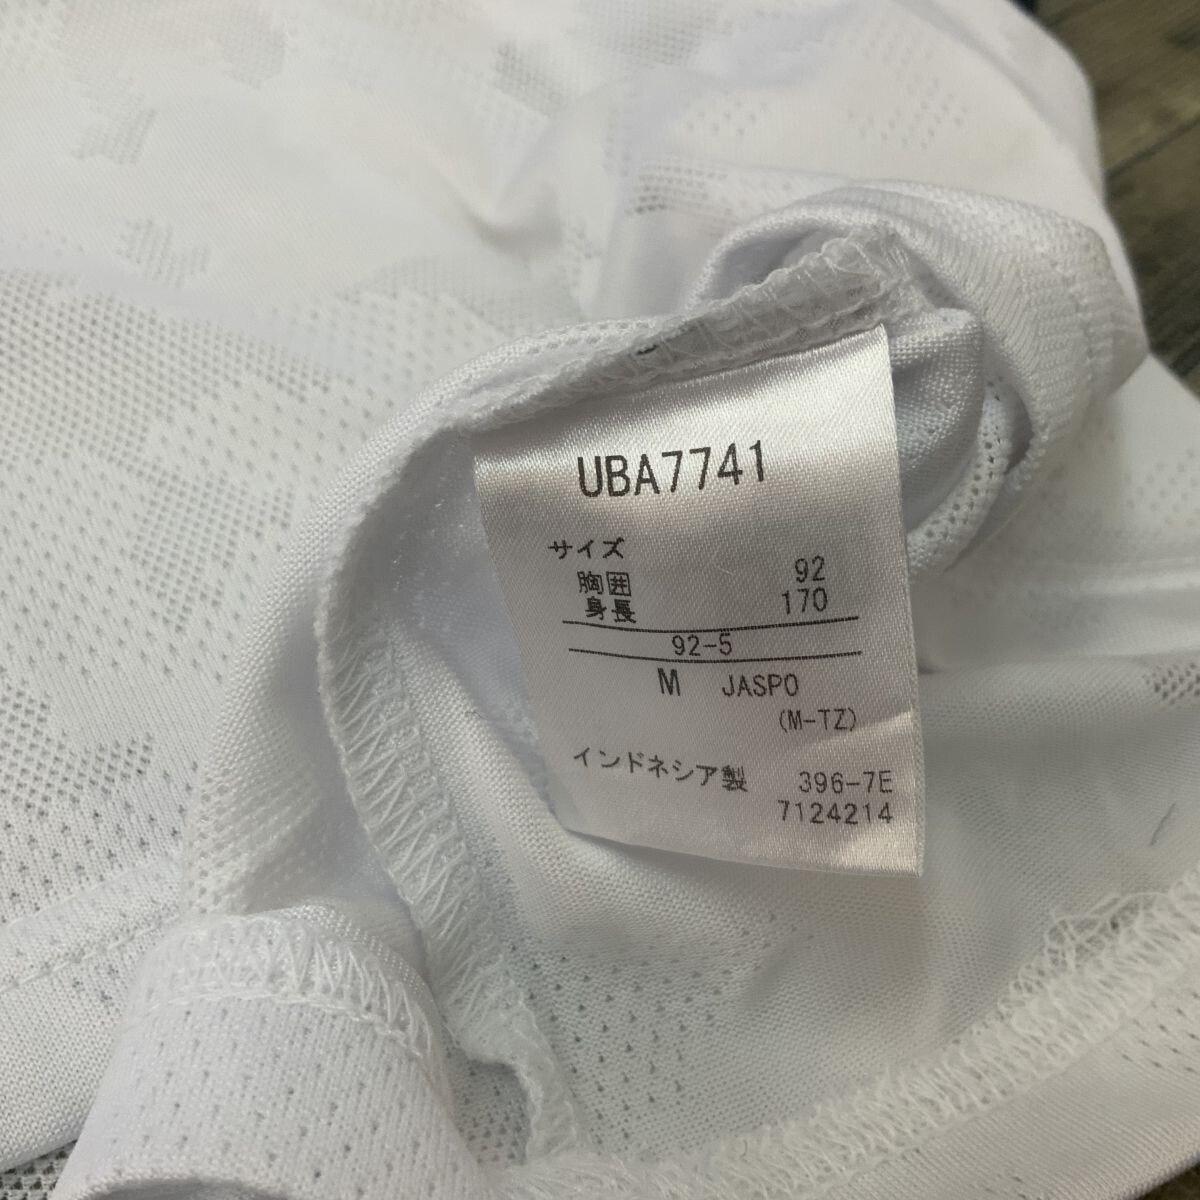 UBA7741
サイズ
胸囲 92
身長 170
92-5
M JASPO
(M-TZ)
インドネシア製 396-7E
7124214